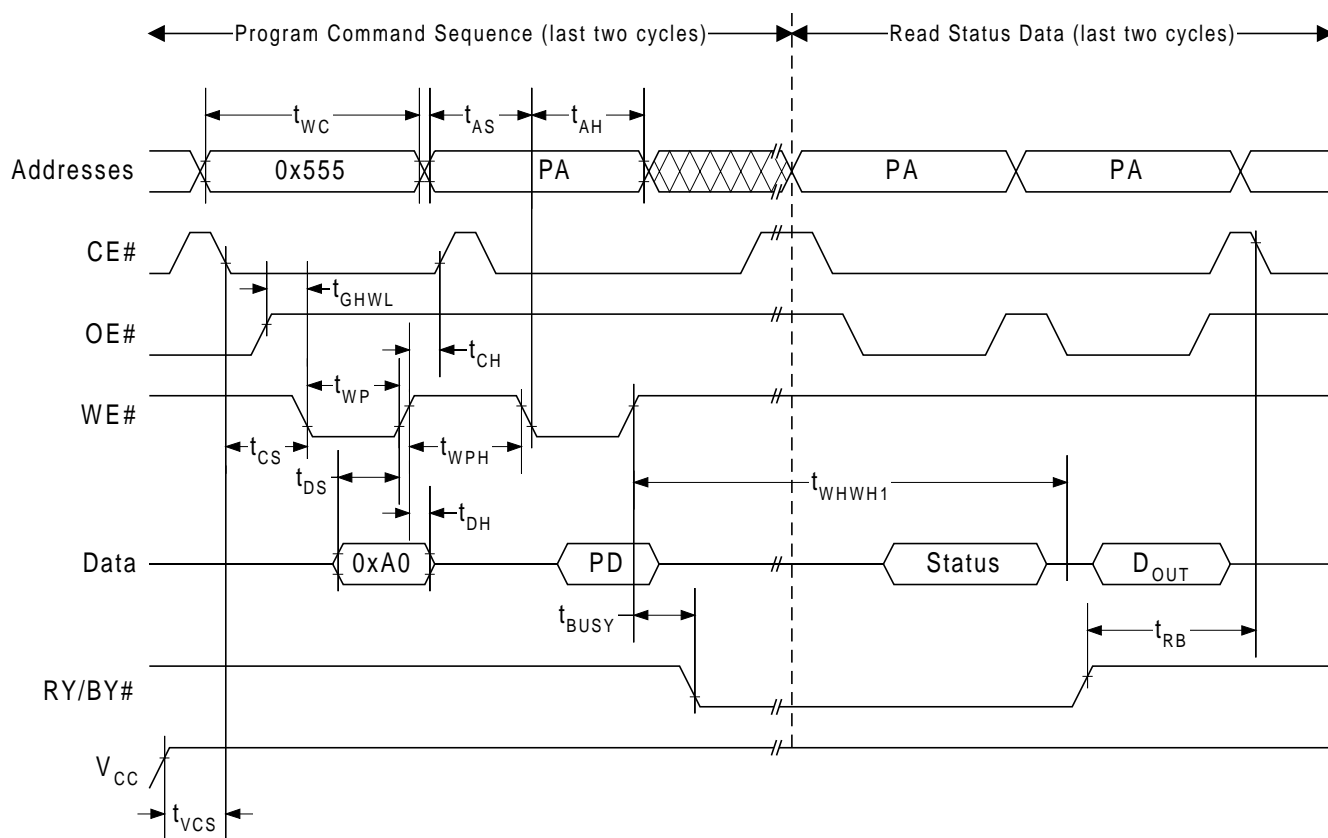 Program Command Sequence (last two cycles) Read Status Data (last two cycles)
tWC tAS tAH
Addresses 0x555 PA PA PA
CE#
tGHWL
OE#
tCH
tWP
WE#
tCS tWPH
tDS tWHWH1
tDH
Data 0xA0 PD Status DOUT
tBUSY tRB
RY/BY#
VCC
tVCS